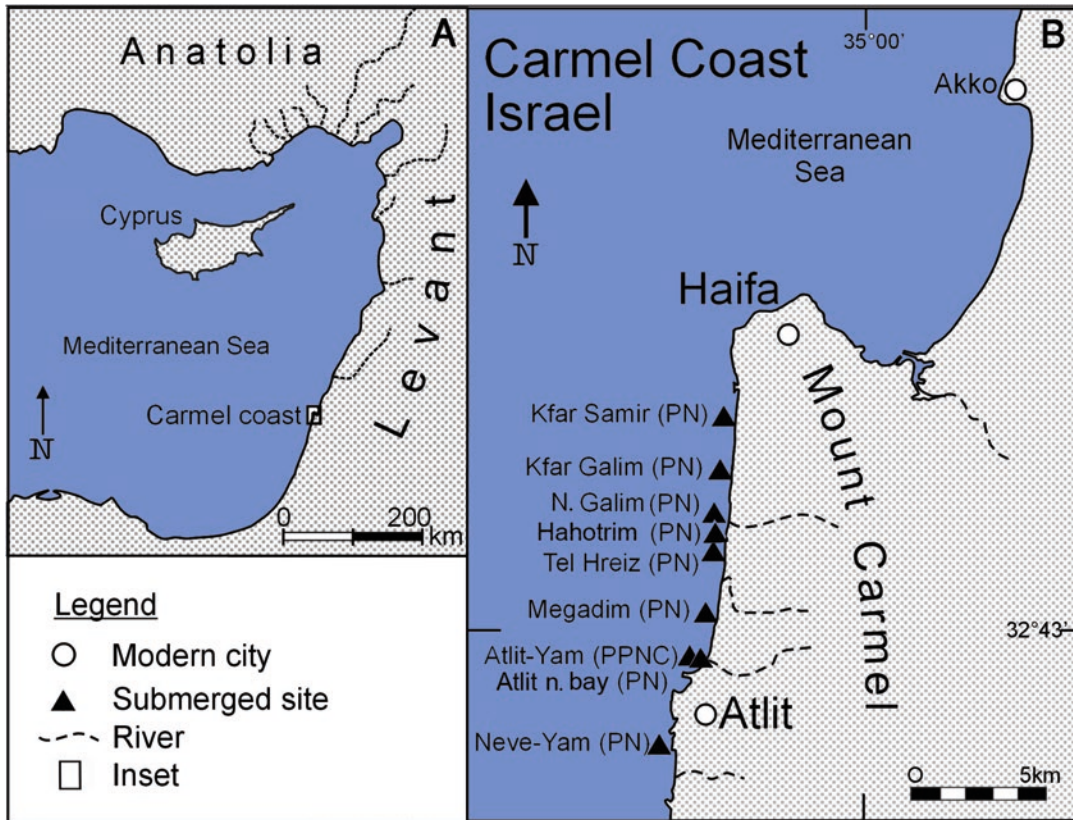 A
Anatolia
Cyprus
Levant
Mediterranean Sea
Carmel coast
N
0 200
km
Legend
Modern city
Submerged site
River
Inset
B
35°00'
Carmel Coast
Israel
Akko
Mediterranean
Sea
N
Haifa
Mount Carmel
Kfar Samir (PN)
Kfar Galim (PN)
N. Galim (PN)
Hahotrim (PN)
Tel Hreiz (PN)
Megadim (PN)
32°43'
Atlit-Yam (PPNC)
Atlit n. bay (PN)
Atlit
Neve-Yam (PN)
0 5km